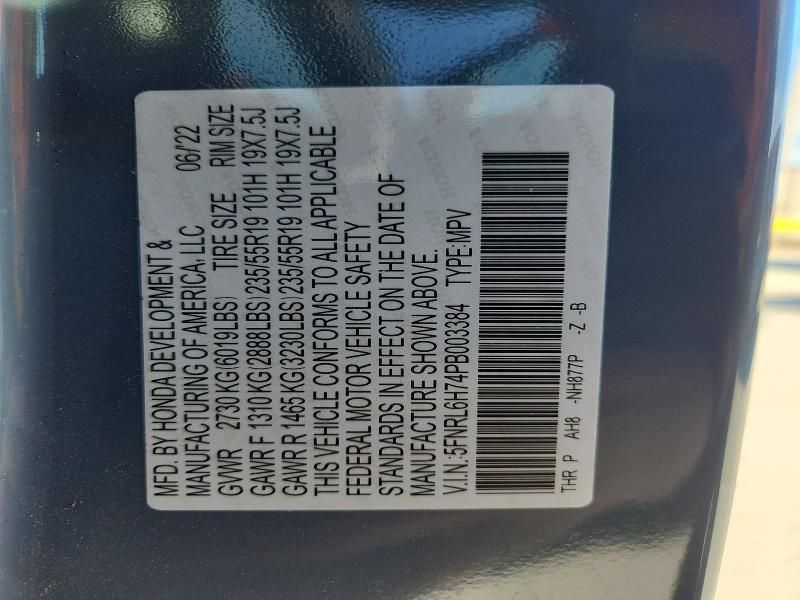 MFD. BY HONDA DEVELOPMENT &
MANUFACTURING OF AMERICA, LLC 06/22
GVWR 2730 KG(6019LBS) TIRE SIZE RIM SIZE
GAWR F 1310 KG(2888LBS)235/55R19 101H 19X7.5J
GAWR R 1465 KG(3230LBS)235/55R19 101H 19X7.5J
THIS VEHICLE CONFORMS TO ALL APPLICABLE
FEDERAL MOTOR VEHICLE SAFETY
STANDARDS IN EFFECT ON THE DATE OF
MANUFACTURE SHOWN ABOVE.
V.I.N.:5FNRL6H74PB003384 TYPE:MPV
THR P AH8 -NH877P -Z -B
HONDA